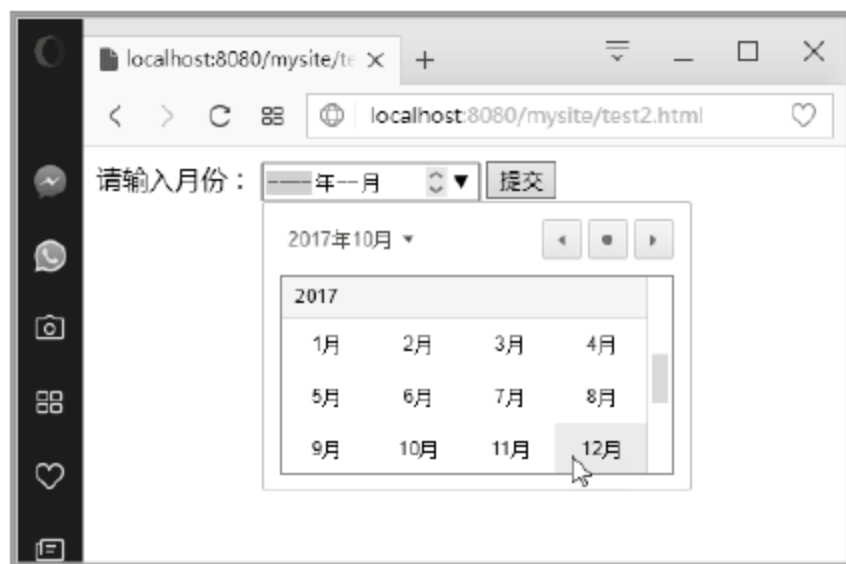 localhost:8080/mysite/te
localhost:8080/mysite/test2.html
请输入月份： ----年--月 提交
2017年10月
2017
1月 2月 3月 4月
5月 6月 7月 8月
9月 10月 11月 12月